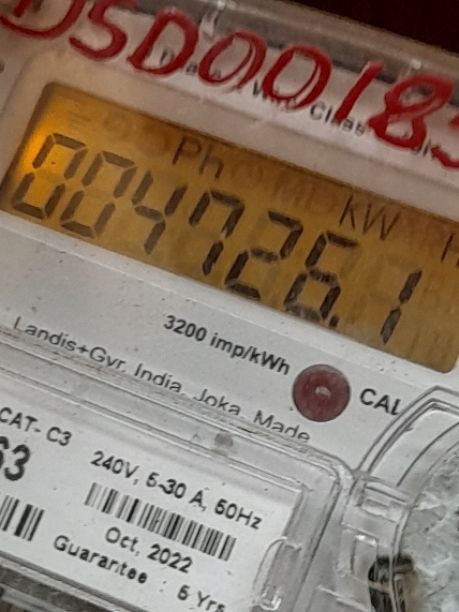 DSD00183
Ph kW H
004726.1
3200 imp/kWh
CAL
Landis+Gyr, India, Joka, Made
CAT- C3
63
240V, 5-30 A, 50Hz
Oct, 2022
Guarantee : 5 Yrs